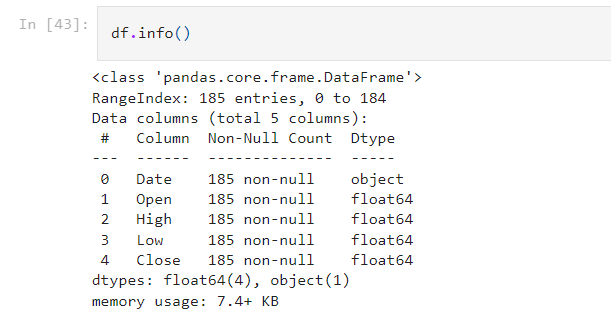 In [43]:
df.info()
<class 'pandas.core.frame.DataFrame'>
RangeIndex: 185 entries, 0 to 184
Data columns (total 5 columns):
 #   Column  Non-Null Count  Dtype
---  ------  --------------  -----
 0   Date    185 non-null    object
 1   Open    185 non-null    float64
 2   High    185 non-null    float64
 3   Low     185 non-null    float64
 4   Close   185 non-null    float64
dtypes: float64(4), object(1)
memory usage: 7.4+ KB